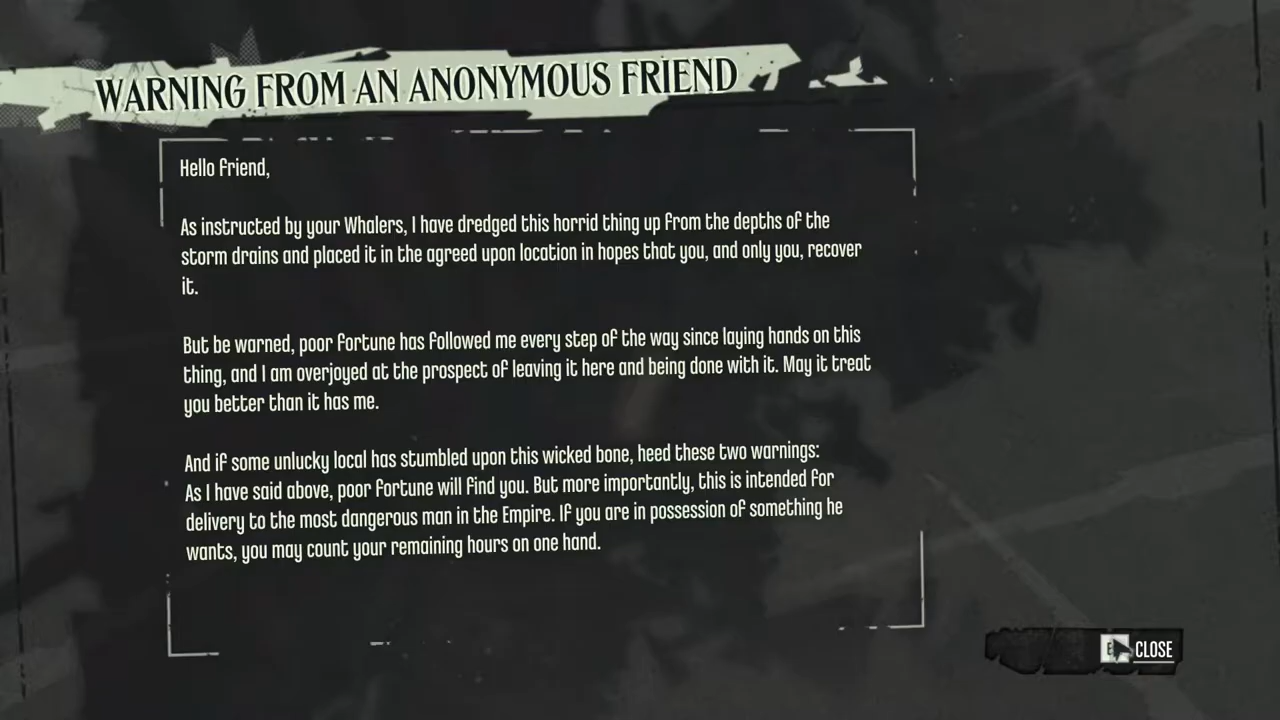 WARNING FROM AN ANONYMOUS FRIEND
Hello friend,
As instructed by your Whalers, I have dredged this horrid thing up from the depths of the
storm drains and placed it in the agreed upon location in hopes that you, and only you, recover
it.
But be warned, poor fortune has followed me every step of the way since laying hands on this
thing, and I am overjoyed at the prospect of leaving it here and being done with it. May it treat
you better than it has me.
And if some unlucky local has stumbled upon this wicked bone, heed these two warnings:
As I have said above, poor fortune will find you. But more importantly, this is intended for
delivery to the most dangerous man in the Empire. If you are in possession of something he
wants, you may count your remaining hours on one hand.
CLOSE